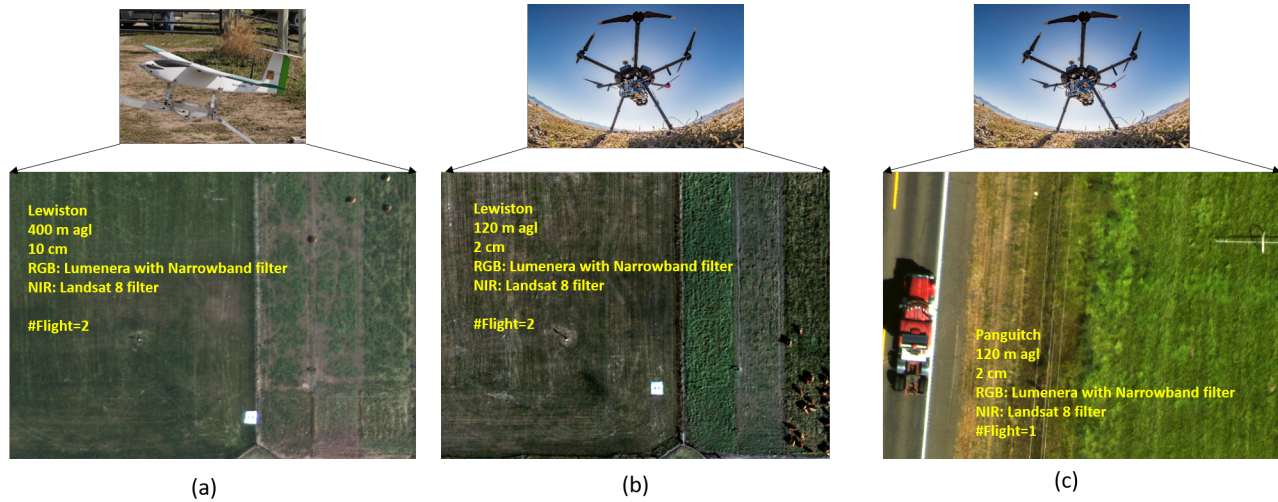 Lewiston
400 m agl
10 cm
RGB: Lumenera with Narrowband filter
NIR: Landsat 8 filter
#Flight=2
(a)
Lewiston
120 m agl
2 cm
RGB: Lumenera with Narrowband filter
NIR: Landsat 8 filter
#Flight=2
(b)
Panguitch
120 m agl
2 cm
RGB: Lumenera with Narrowband filter
NIR: Landsat 8 filter
#Flight=1
(c)